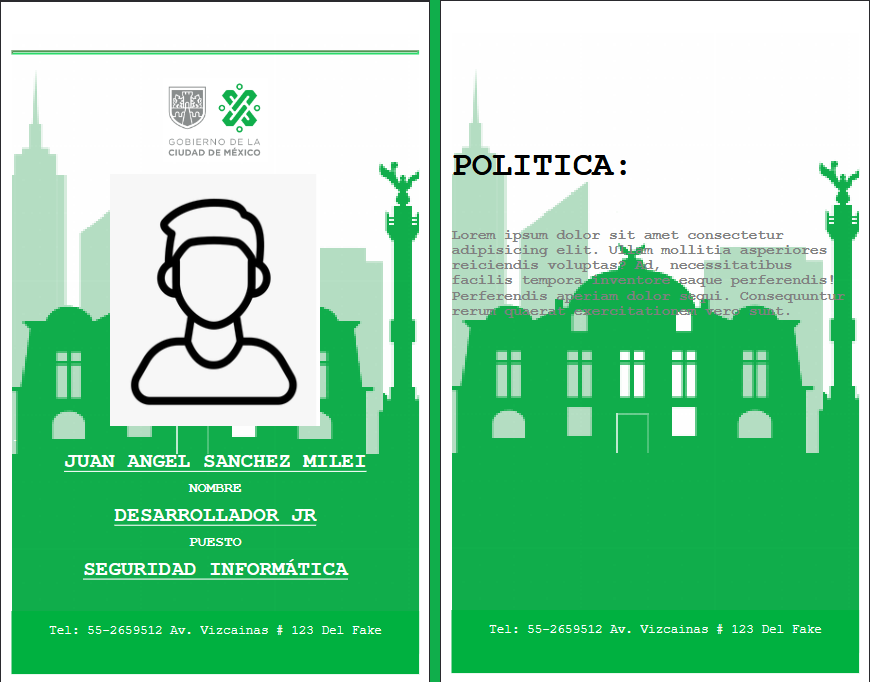 GOBIERNO DE LA
CIUDAD DE MÉXICO
JUAN ANGEL SANCHEZ MILEI
NOMBRE
DESARROLLADOR JR
PUESTO
SEGURIDAD INFORMÁTICA
Tel: 55-2659512 Av. Vizcainas # 123 Del Fake
POLITICA:
Lorem ipsum dolor sit amet consectetur
adipisicing elit. Ullam mollitia asperiores
reiciendis voluptas? Ad, necessitatibus
facilis tempora inventore eaque perferendis!
Perferendis aperiam dolor sequi. Consequuntur
rerum quaerat exercitationem vero sunt.
Tel: 55-2659512 Av. Vizcainas # 123 Del Fake